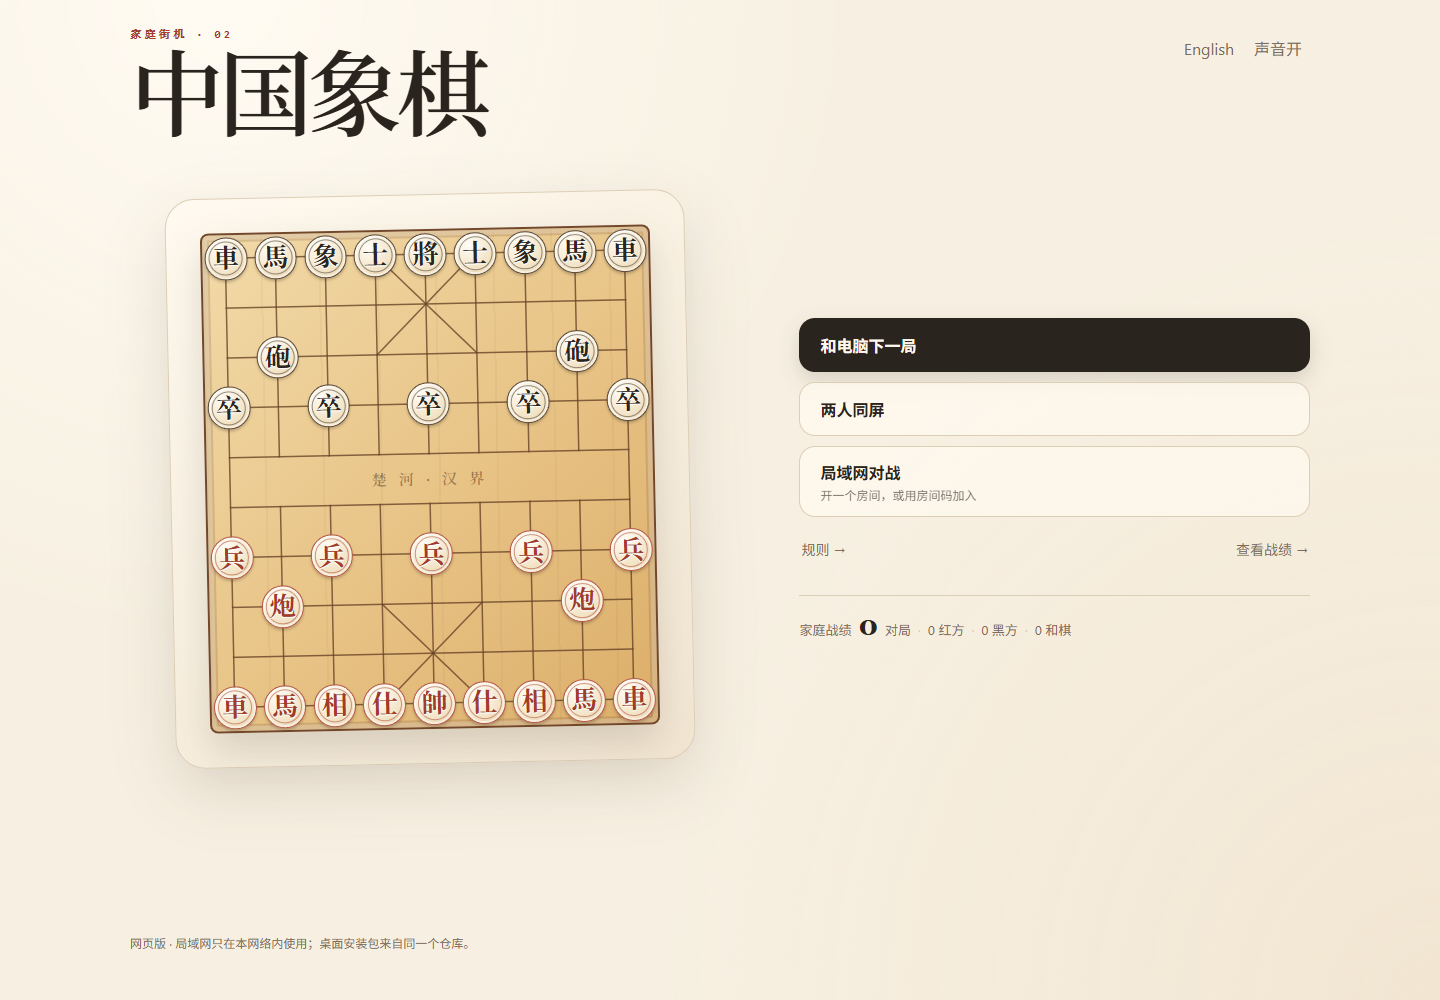 家庭街机 · 02
中国象棋
English 声音开
車馬象士將士象馬車
砲 砲
卒 卒 卒 卒 卒
楚 河 · 汉 界
兵 兵 兵 兵 兵
炮 炮
車馬相仕帥仕相馬車
和电脑下一局
两人同屏
局域网对战
开一个房间，或用房间码加入
规则 → 查看战绩 →
家庭战绩 0 对局 · 0 红方 · 0 黑方 · 0 和棋
网页版 · 局域网只在本网络内使用；桌面安装包来自同一个仓库。